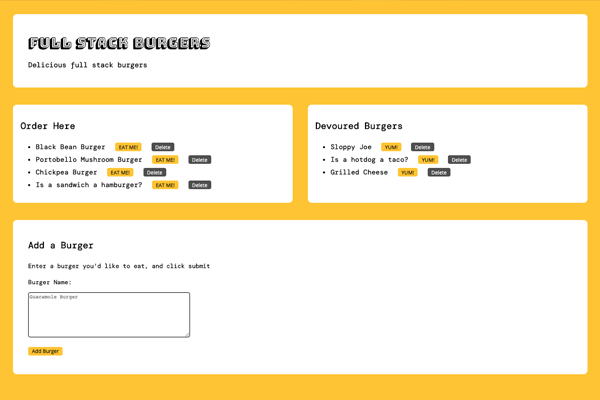 FULL STACK BURGERS
Delicious full stack burgers
Order Here
Black Bean Burger EAT ME! Delete
Portobello Mushroom Burger EAT ME! Delete
Chickpea Burger EAT ME! Delete
Is a sandwich a hamburger? EAT ME! Delete
Devoured Burgers
Sloppy Joe YUM! Delete
Is a hotdog a taco? YUM! Delete
Grilled Cheese YUM! Delete
Add a Burger
Enter a burger you'd like to eat, and click submit
Burger Name:
Guacamole Burger
Add Burger